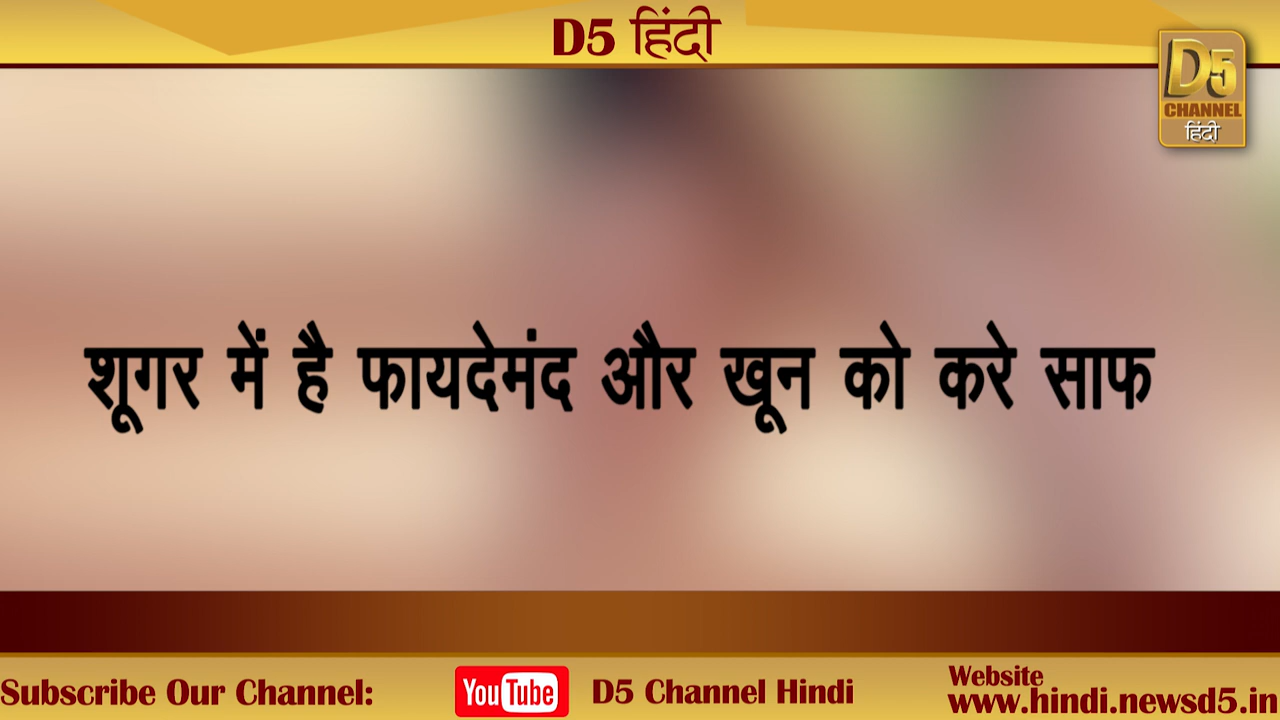 D5 हिंदी
D5
CHANNEL
हिंदी
शूगर में है फायदेमंद और खून को करे साफ
Subscribe Our Channel:
YouTube
D5 Channel Hindi
Website
www.hindi.newsd5.in